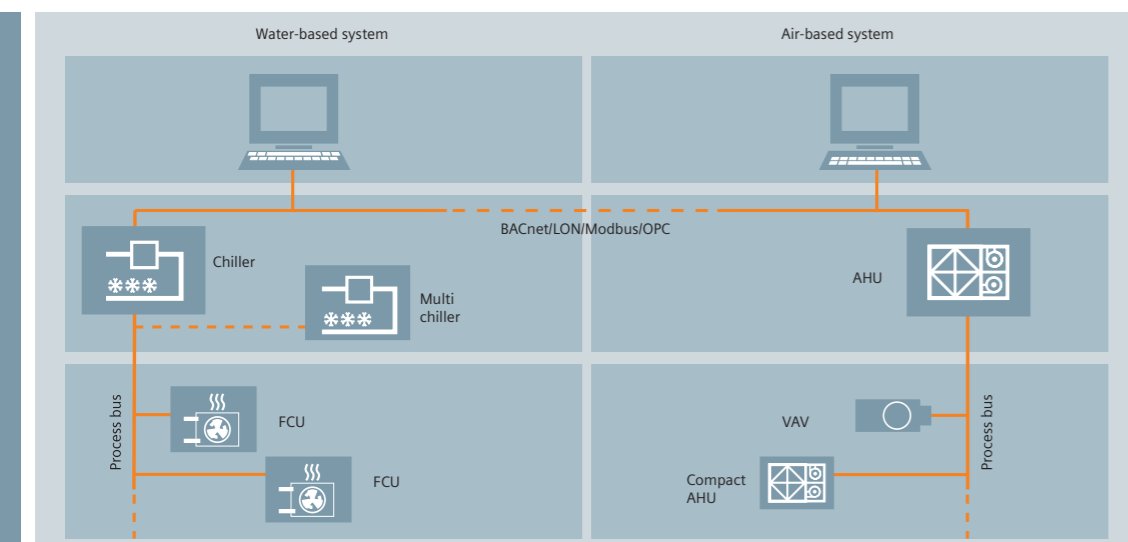 Water-based system
Air-based system
BACnet/LON/Modbus/OPC
Chiller
AHU
Multi
chiller
Process bus
FCU
VAV
Process bus
FCU
Compact
AHU